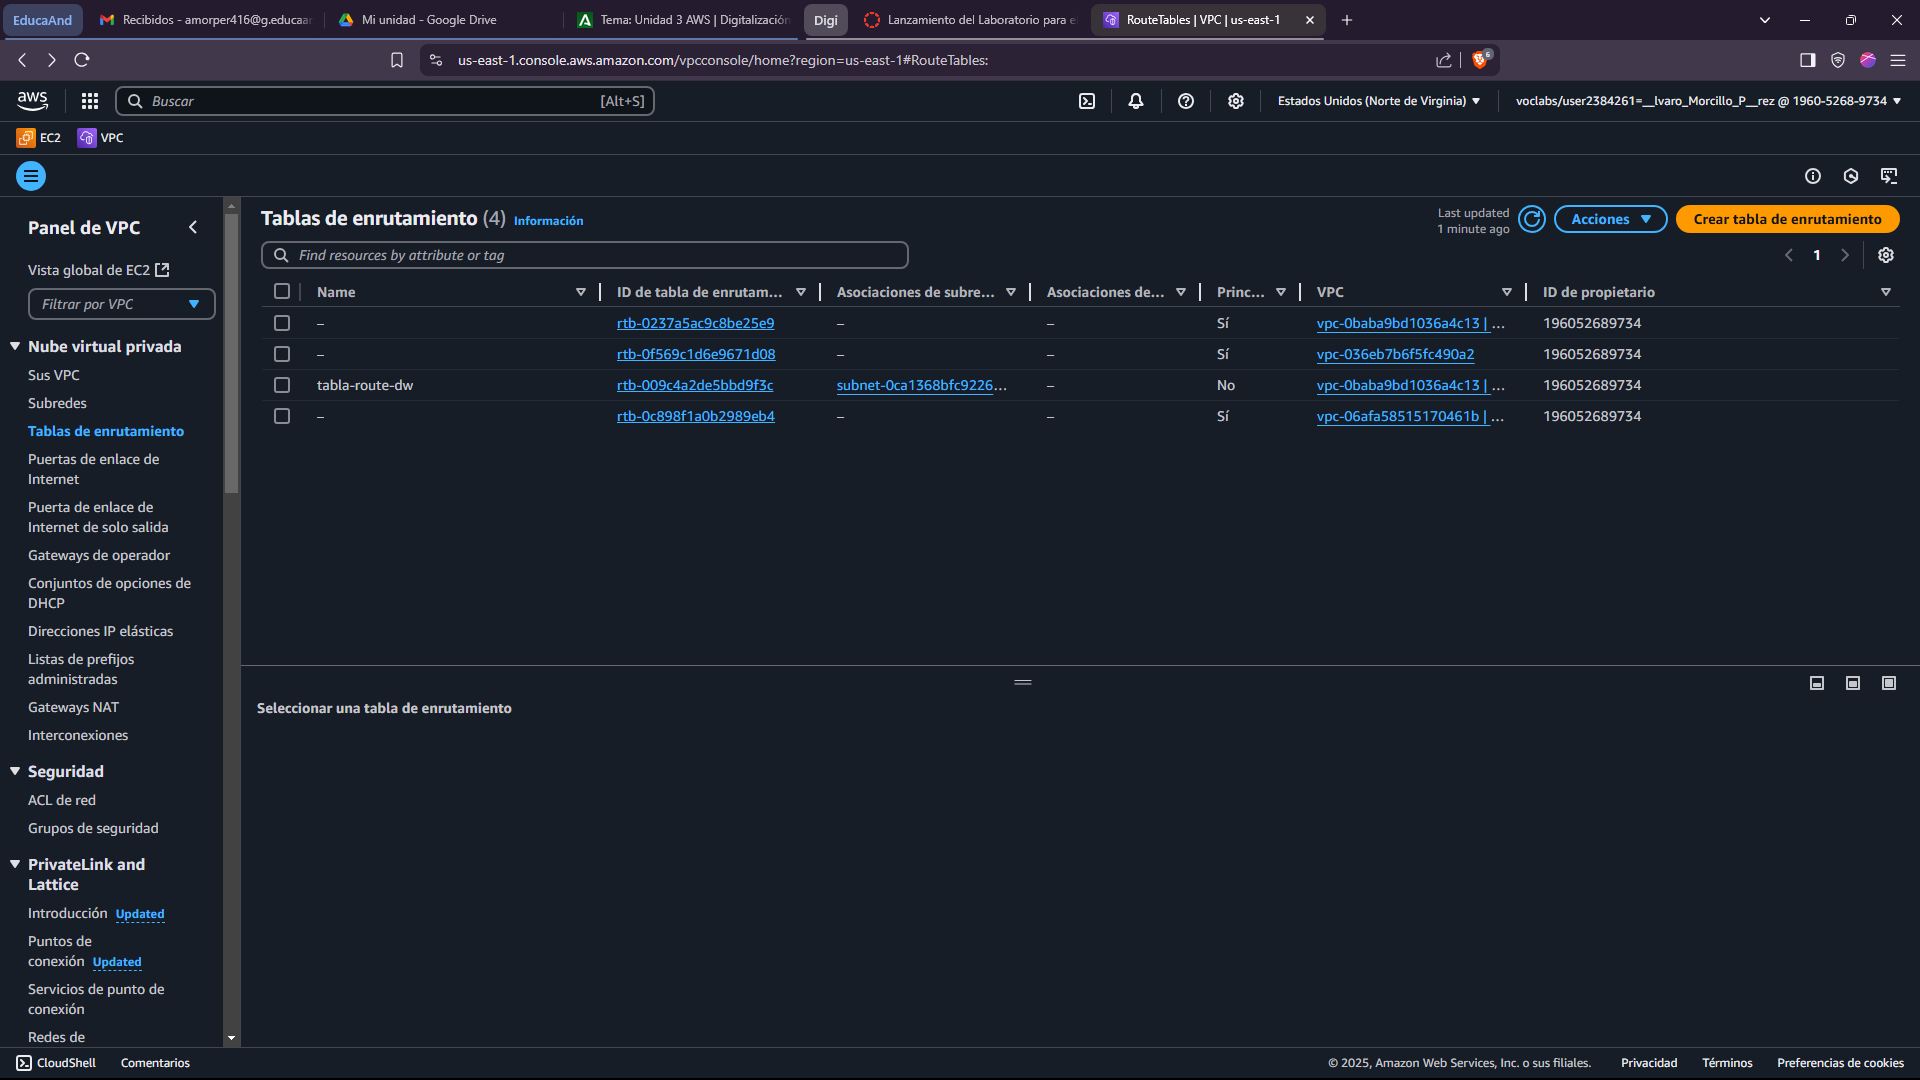 EducaAnd
Recibidos - amorper416@g.educaan
Mi unidad - Google Drive
Tema: Unidad 3 AWS | Digitalización
Digi
Lanzamiento del Laboratorio para e
RouteTables | VPC | us-east-1
us-east-1.console.aws.amazon.com/vpcconsole/home?region=us-east-1#RouteTables:
6
aws
Buscar
[Alt+S]
Estados Unidos (Norte de Virginia)
voclabs/user2384261=__lvaro_Morcillo_P__rez @ 1960-5268-9734
EC2
VPC
Panel de VPC
Vista global de EC2
Filtrar por VPC
Nube virtual privada
Sus VPC
Subredes
Tablas de enrutamiento
Puertas de enlace de
Internet
Puerta de enlace de
Internet de solo salida
Gateways de operador
Conjuntos de opciones de
DHCP
Direcciones IP elásticas
Listas de prefijos
administradas
Gateways NAT
Interconexiones
Seguridad
ACL de red
Grupos de seguridad
PrivateLink and
Lattice
Introducción Updated
Puntos de
conexión Updated
Servicios de punto de
conexión
Redes de
Tablas de enrutamiento (4) Información
Last updated
1 minute ago
Acciones
Crear tabla de enrutamiento
Find resources by attribute or tag
1
Name ID de tabla de enrutam... Asociaciones de subre... Asociaciones de... Princ... VPC ID de propietario
– rtb-0237a5ac9c8be25e9 – – Sí vpc-0baba9bd1036a4c13 | ... 196052689734
– rtb-0f569c1d6e9671d08 – – Sí vpc-036eb7b6f5fc490a2 196052689734
tabla-route-dw rtb-009c4a2de5bbd9f3c subnet-0ca1368bfc9226... – No vpc-0baba9bd1036a4c13 | ... 196052689734
– rtb-0c898f1a0b2989eb4 – – Sí vpc-06afa58515170461b | ... 196052689734
Seleccionar una tabla de enrutamiento
CloudShell
Comentarios
© 2025, Amazon Web Services, Inc. o sus filiales.
Privacidad
Términos
Preferencias de cookies